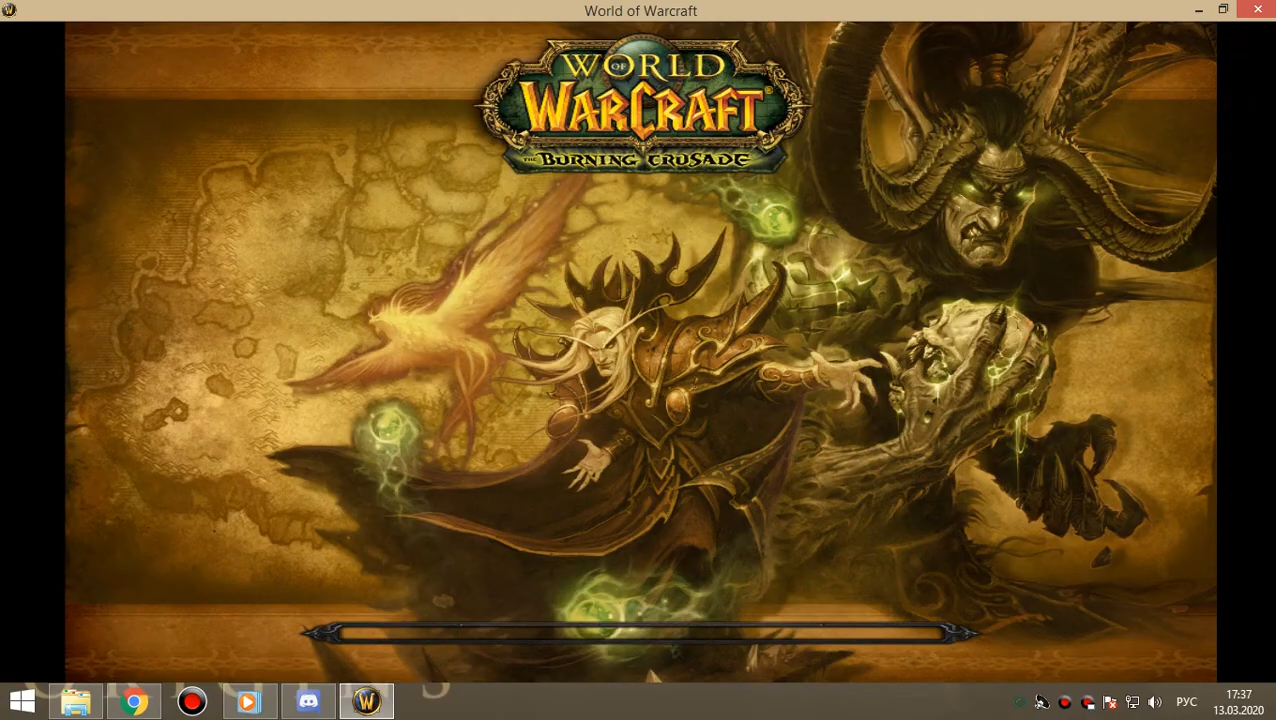 World of Warcraft
WORLD
OF
WARCRAFT®
THE BURNING CRUSADE
РУС
17:37
13.03.2020